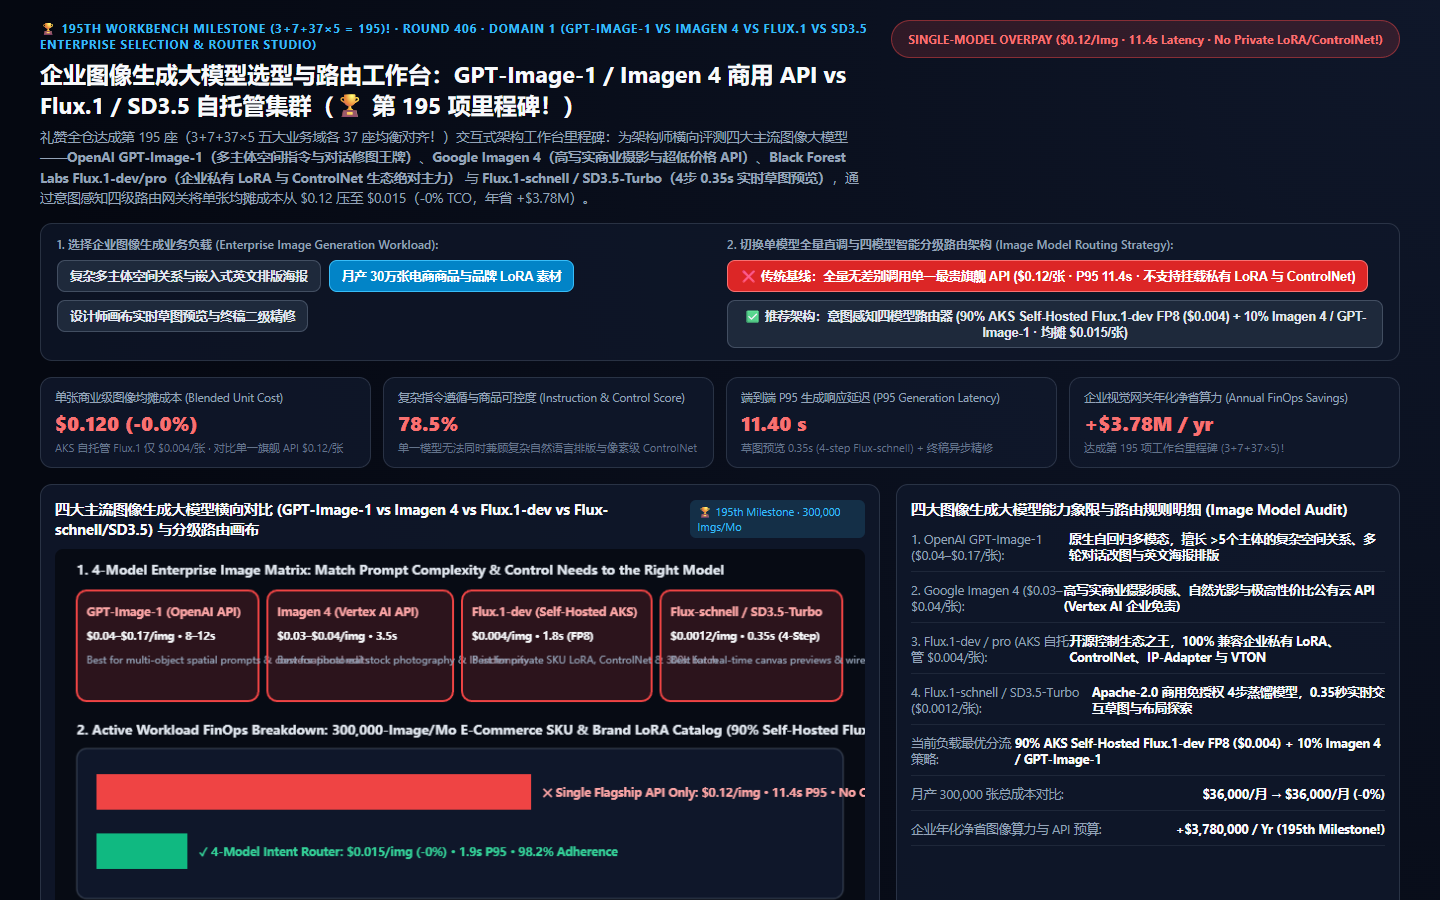 🏆 195TH WORKBENCH MILESTONE (3+7+37×5 = 195)! · ROUND 406 · DOMAIN 1 (GPT-IMAGE-1 VS IMAGEN 4 VS FLUX.1 VS SD3.5
ENTERPRISE SELECTION & ROUTER STUDIO)
SINGLE-MODEL OVERPAY ($0.12/Img · 11.4s Latency · No Private LoRA/ControlNet!)
企业图像生成大模型选型与路由工作台：GPT-Image-1 / Imagen 4 商用 API vs
Flux.1 / SD3.5 自托管集群（🏆 第 195 项里程碑！）
礼赞全仓达成第 195 座（3+7+37×5 五大业务域各 37 座均衡对齐！）交互式架构工作台里程碑：为架构师横向评测四大主流图像大模型
——OpenAI GPT-Image-1（多主体空间指令与对话修图王牌）、Google Imagen 4（高写实商业摄影与超低价格 API）、Black Forest
Labs Flux.1-dev/pro（企业私有 LoRA 与 ControlNet 生态绝对主力） 与 Flux.1-schnell / SD3.5-Turbo（4步 0.35s 实时草图预览），通
过意图感知四级路由网关将单张均摊成本从 $0.12 压至 $0.015（-0% TCO，年省 +$3.78M）。
1. 选择企业图像生成业务负载 (Enterprise Image Generation Workload):
复杂多主体空间关系与嵌入式英文排版海报
月产 30万张电商商品与品牌 LoRA 素材
设计师画布实时草图预览与终稿二级精修
2. 切换单模型全量直调与四模型智能分级路由架构 (Image Model Routing Strategy):
❌ 传统基线：全量无差别调用单一最贵旗舰 API ($0.12/张 · P95 11.4s · 不支持挂载私有 LoRA 与 ControlNet)
✅ 推荐架构：意图感知四模型路由器 (90% AKS Self-Hosted Flux.1-dev FP8 ($0.004) + 10% Imagen 4 / GPT-
Image-1 · 均摊 $0.015/张)
单张商业级图像均摊成本 (Blended Unit Cost)
$0.120 (-0.0%)
AKS 自托管 Flux.1 仅 $0.004/张 · 对比单一旗舰 API $0.12/张
复杂指令遵循与商品可控度 (Instruction & Control Score)
78.5%
单一模型无法同时兼顾复杂自然语言排版与像素级 ControlNet
端到端 P95 生成响应延迟 (P95 Generation Latency)
11.40 s
草图预览 0.35s (4-step Flux-schnell) + 终稿异步精修
企业视觉网关年化净省算力 (Annual FinOps Savings)
+$3.78M / yr
达成第 195 项工作台里程碑 (3+7+37×5)！
四大主流图像生成大模型横向对比 (GPT-Image-1 vs Imagen 4 vs Flux.1-dev vs Flux-
schnell/SD3.5) 与分级路由画布
🏆 195th Milestone · 300,000
Imgs/Mo
1. 4-Model Enterprise Image Matrix: Match Prompt Complexity & Control Needs to the Right Model
GPT-Image-1 (OpenAI API)
$0.04–$0.17/img • 8–12s
Best for multi-object spatial prompts &
Imagen 4 (Vertex AI API)
$0.03–$0.04/img • 3.5s
stock photography &
Flux.1-dev (Self-Hosted AKS)
$0.004/img • 1.8s (FP8)
private SKU LoRA, ControlNet &
Flux-schnell / SD3.5-Turbo
$0.0012/img • 0.35s (4-Step)
real-time canvas previews & wire
2. Active Workload FinOps Breakdown: 300,000-Image/Mo E-Commerce SKU & Brand LoRA Catalog (90% Self-Hosted Flux
✕ Single Flagship API Only: $0.12/img • 11.4s P95 • No C
✓ 4-Model Intent Router: $0.015/img (-0%) • 1.9s P95 • 98.2% Adherence
四大图像生成大模型能力象限与路由规则明细 (Image Model Audit)
1. OpenAI GPT-Image-1
($0.04–$0.17/张):
原生自回归多模态，擅长 >5个主体的复杂空间关系、多
轮对话改图与英文海报排版
2. Google Imagen 4 ($0.03–
$0.04/张):
高写实商业摄影质感、自然光影与极高性价比公有云 API
(Vertex AI 企业免责)
3. Flux.1-dev / pro (AKS 自托
管 $0.004/张):
开源控制生态之王，100% 兼容企业私有 LoRA、
ControlNet、IP-Adapter 与 VTON
4. Flux.1-schnell / SD3.5-Turbo
($0.0012/张):
Apache-2.0 商用免授权 4步蒸馏模型，0.35秒实时交
互草图与布局探索
当前负载最优分流
策略:
90% AKS Self-Hosted Flux.1-dev FP8 ($0.004) + 10% Imagen 4
/ GPT-Image-1
月产 300,000 张总成本对比:
$36,000/月 → $36,000/月 (-0%)
企业年化净省图像算力与 API 预算:
+$3,780,000 / Yr (195th Milestone!)